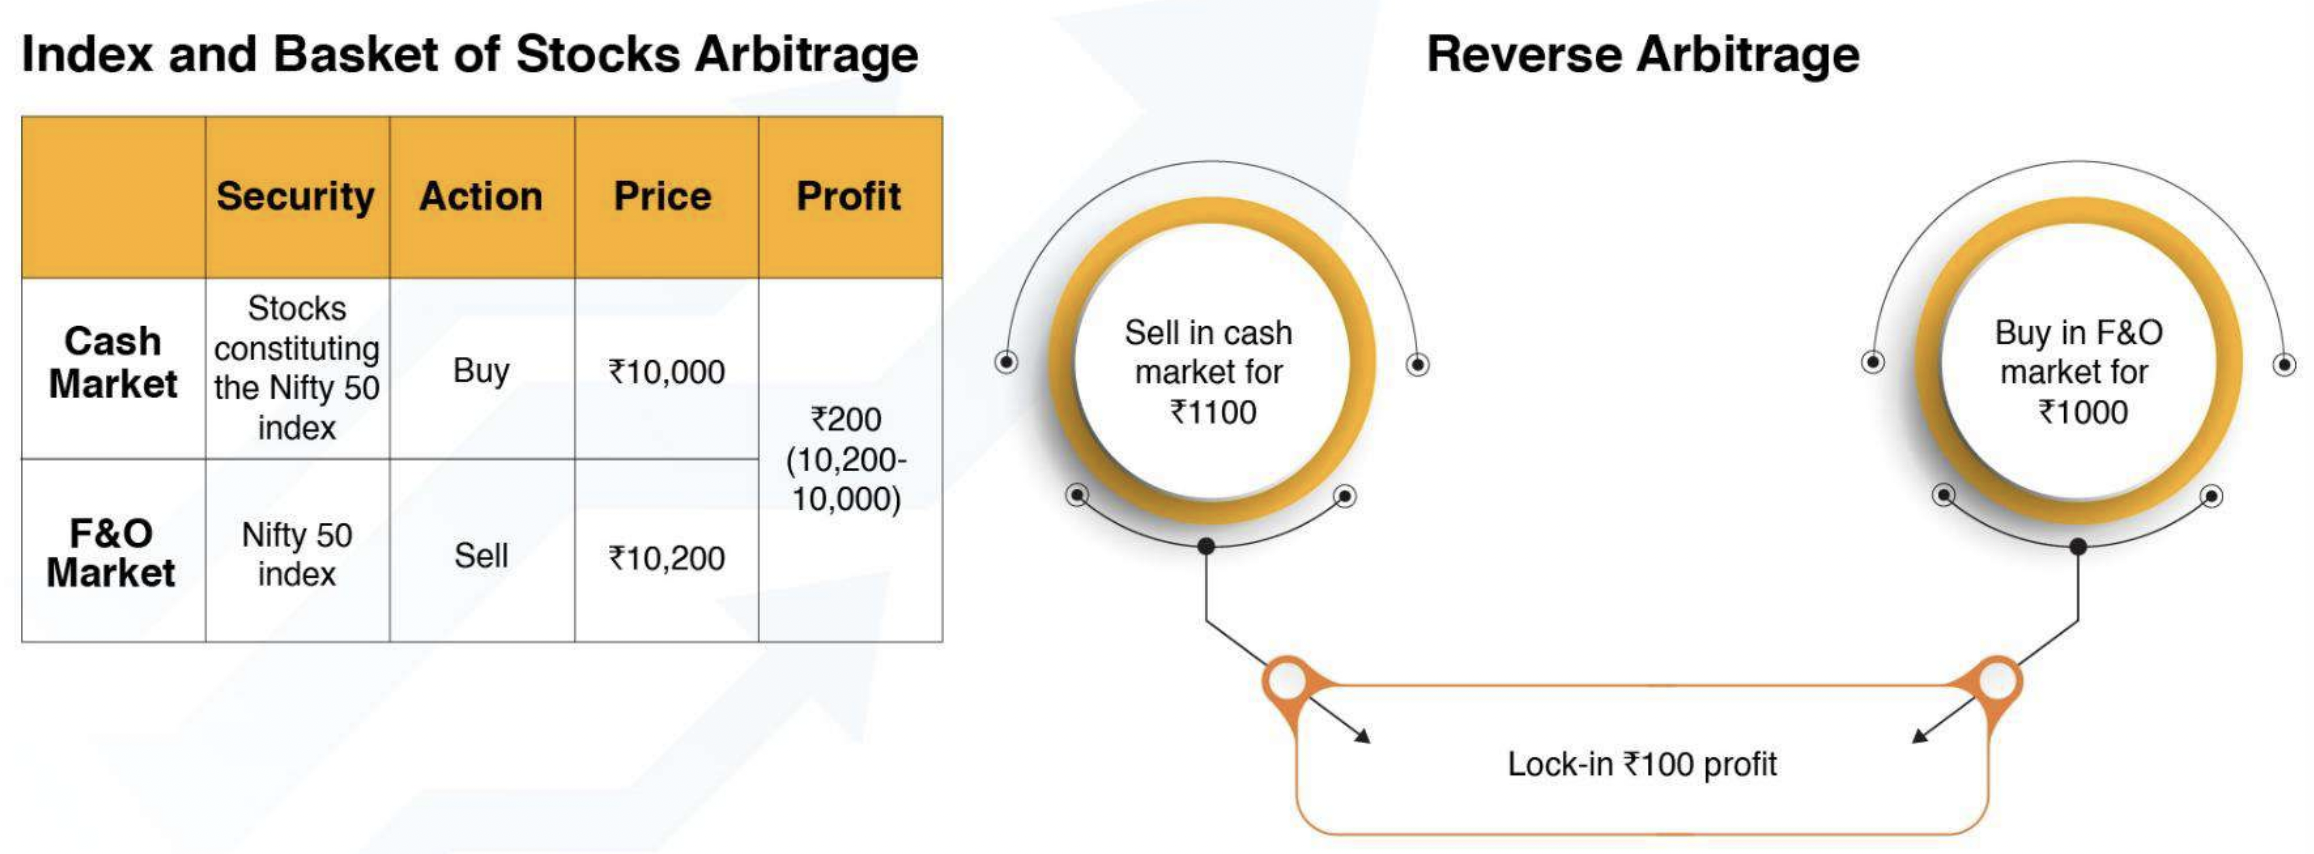 Index and Basket of Stocks Arbitrage
Security
Action
Price
Profit
Cash
Market
Stocks
constituting
the Nifty 50
index
Buy
₹10,000
₹200
(10,200-
10,000)
F&O
Market
Nifty 50
index
Sell
₹10,200
Reverse Arbitrage
Sell in cash
market for
₹1100
Buy in F&O
market for
₹1000
Lock-in ₹100 profit